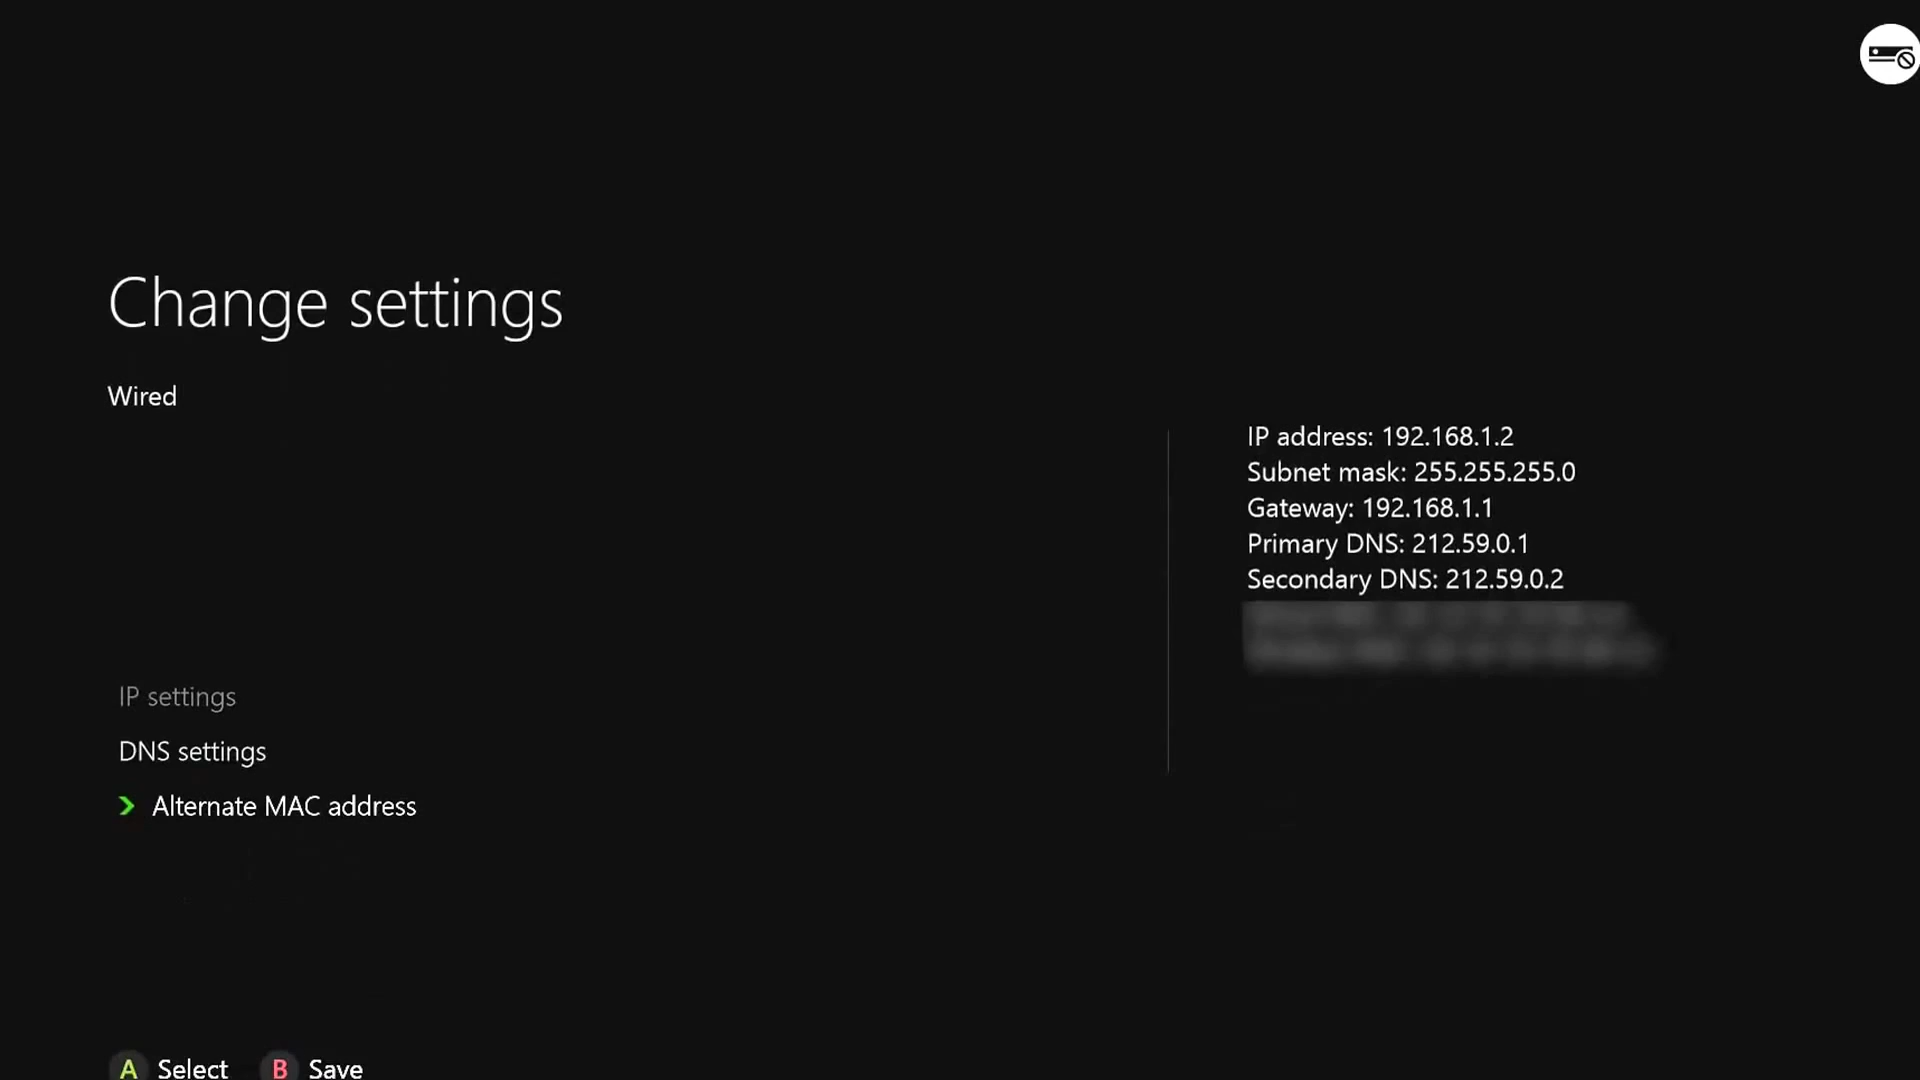 Change settings
Wired
IP address: 192.168.1.2
Subnet mask: 255.255.255.0
Gateway: 192.168.1.1
Primary DNS: 212.59.0.1
Secondary DNS: 212.59.0.2
IP settings
DNS settings
Alternate MAC address
A Select B Save